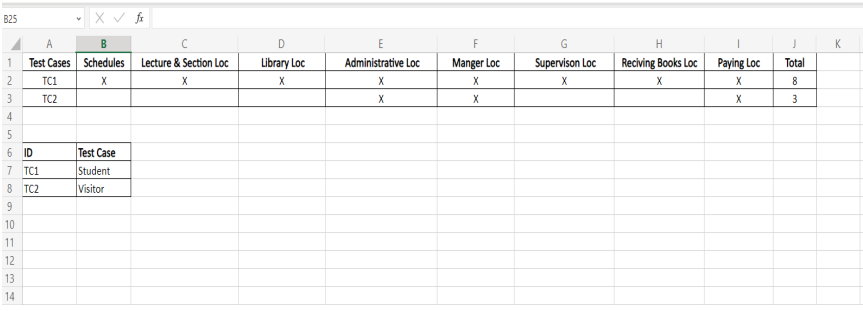 B25 fx
A B C D E F G H I J K
1 Test Cases Schedules Lecture & Section Loc Library Loc Administrative Loc Manger Loc Supervison Loc Reciving Books Loc Paying Loc Total
2 TC1 X X X X X X X X 8
3 TC2 X X X 3
4
5
6 ID Test Case
7 TC1 Student
8 TC2 Visitor
9
10
11
12
13
14